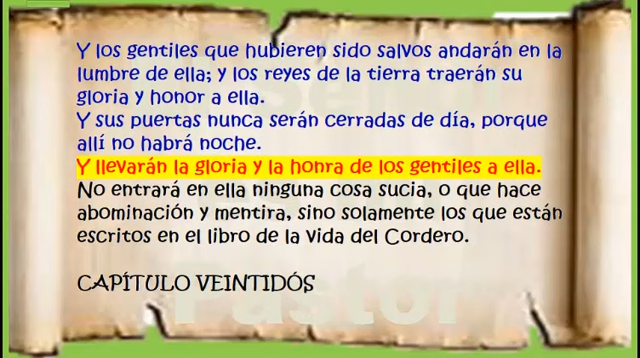 Y los gentiles que hubieren sido salvos andarán en la
lumbre de ella; y los reyes de la tierra traerán su
gloria y honor a ella.
Y sus puertas nunca serán cerradas de día, porque
allí no habrá noche.
Y llevarán la gloria y la honra de los gentiles a ella.
No entrará en ella ninguna cosa sucia, o que hace
abominación y mentira, sino solamente los que están
escritos en el libro de la vida del Cordero.
CAPÍTULO VEINTIDÓS
Pastor